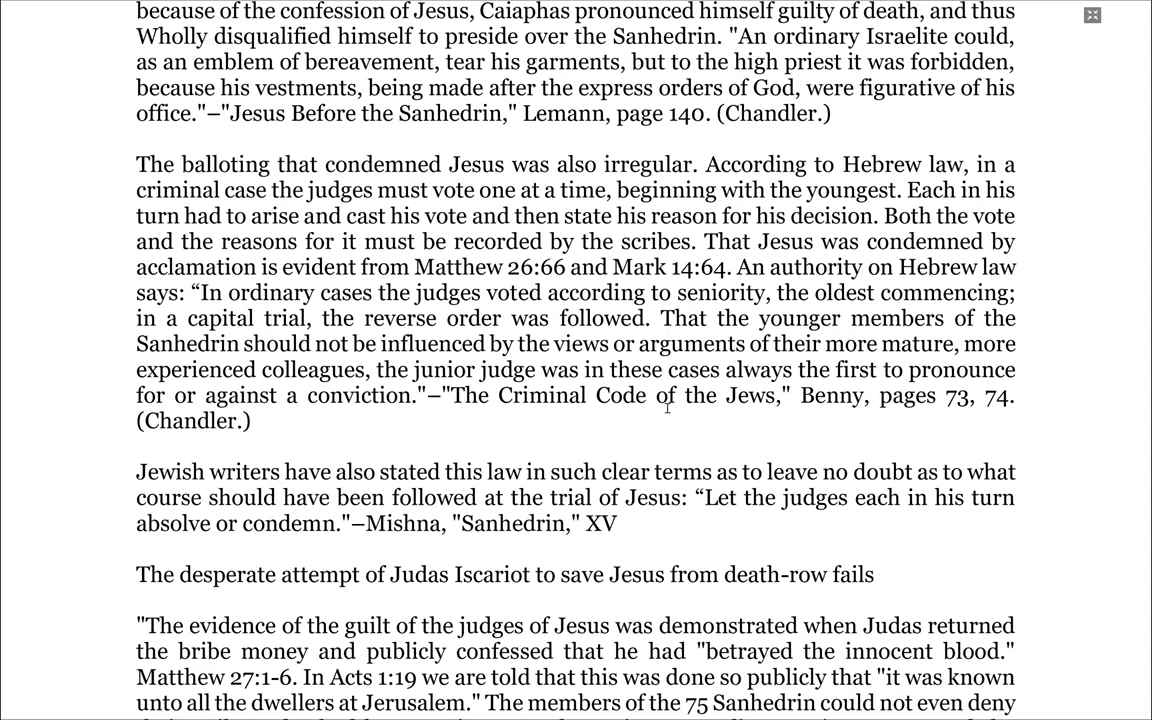 because of the confession of Jesus, Caiaphas pronounced himself guilty of death, and thus
Wholly disqualified himself to preside over the Sanhedrin. "An ordinary Israelite could,
as an emblem of bereavement, tear his garments, but to the high priest it was forbidden,
because his vestments, being made after the express orders of God, were figurative of his
office."–"Jesus Before the Sanhedrin," Lemann, page 140. (Chandler.)
The balloting that condemned Jesus was also irregular. According to Hebrew law, in a
criminal case the judges must vote one at a time, beginning with the youngest. Each in his
turn had to arise and cast his vote and then state his reason for his decision. Both the vote
and the reasons for it must be recorded by the scribes. That Jesus was condemned by
acclamation is evident from Matthew 26:66 and Mark 14:64. An authority on Hebrew law
says: “In ordinary cases the judges voted according to seniority, the oldest commencing;
in a capital trial, the reverse order was followed. That the younger members of the
Sanhedrin should not be influenced by the views or arguments of their more mature, more
experienced colleagues, the junior judge was in these cases always the first to pronounce
for or against a conviction."–"The Criminal Code of the Jews," Benny, pages 73, 74.
(Chandler.)
Jewish writers have also stated this law in such clear terms as to leave no doubt as to what
course should have been followed at the trial of Jesus: “Let the judges each in his turn
absolve or condemn."–Mishna, "Sanhedrin," XV
The desperate attempt of Judas Iscariot to save Jesus from death-row fails
"The evidence of the guilt of the judges of Jesus was demonstrated when Judas returned
the bribe money and publicly confessed that he had "betrayed the innocent blood."
Matthew 27:1-6. In Acts 1:19 we are told that this was done so publicly that "it was known
unto all the dwellers at Jerusalem." The members of the 75 Sanhedrin could not even deny